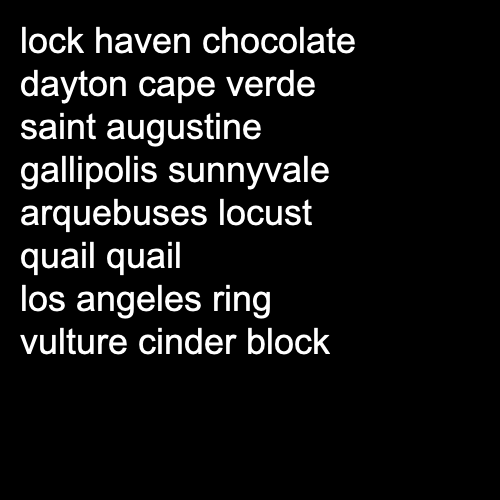 lock haven chocolate
dayton cape verde
saint augustine
gallipolis sunnyvale
arquebuses locust
quail quail
los angeles ring
vulture cinder block